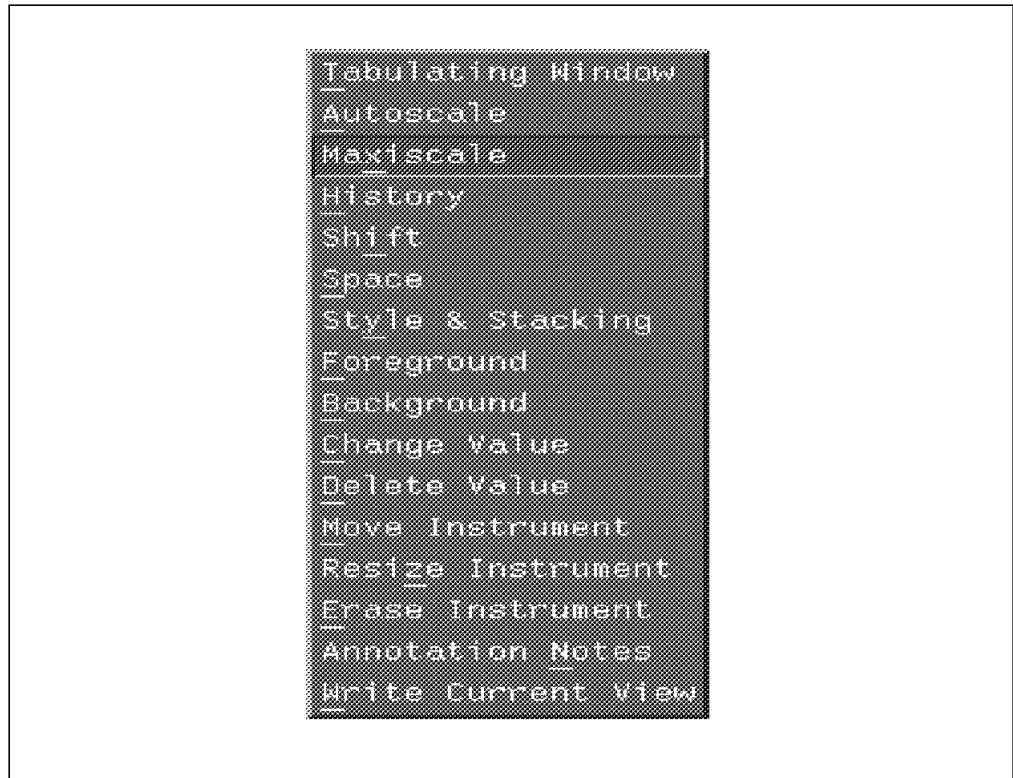 Tabulating Window
Autoscale
Maxiscale
History
Shift
Space
Style & Stacking
Foreground
Background
Change Value
Delete Value
Move Instrument
Resize Instrument
Erase Instrument
Annotation Notes
Write Current View